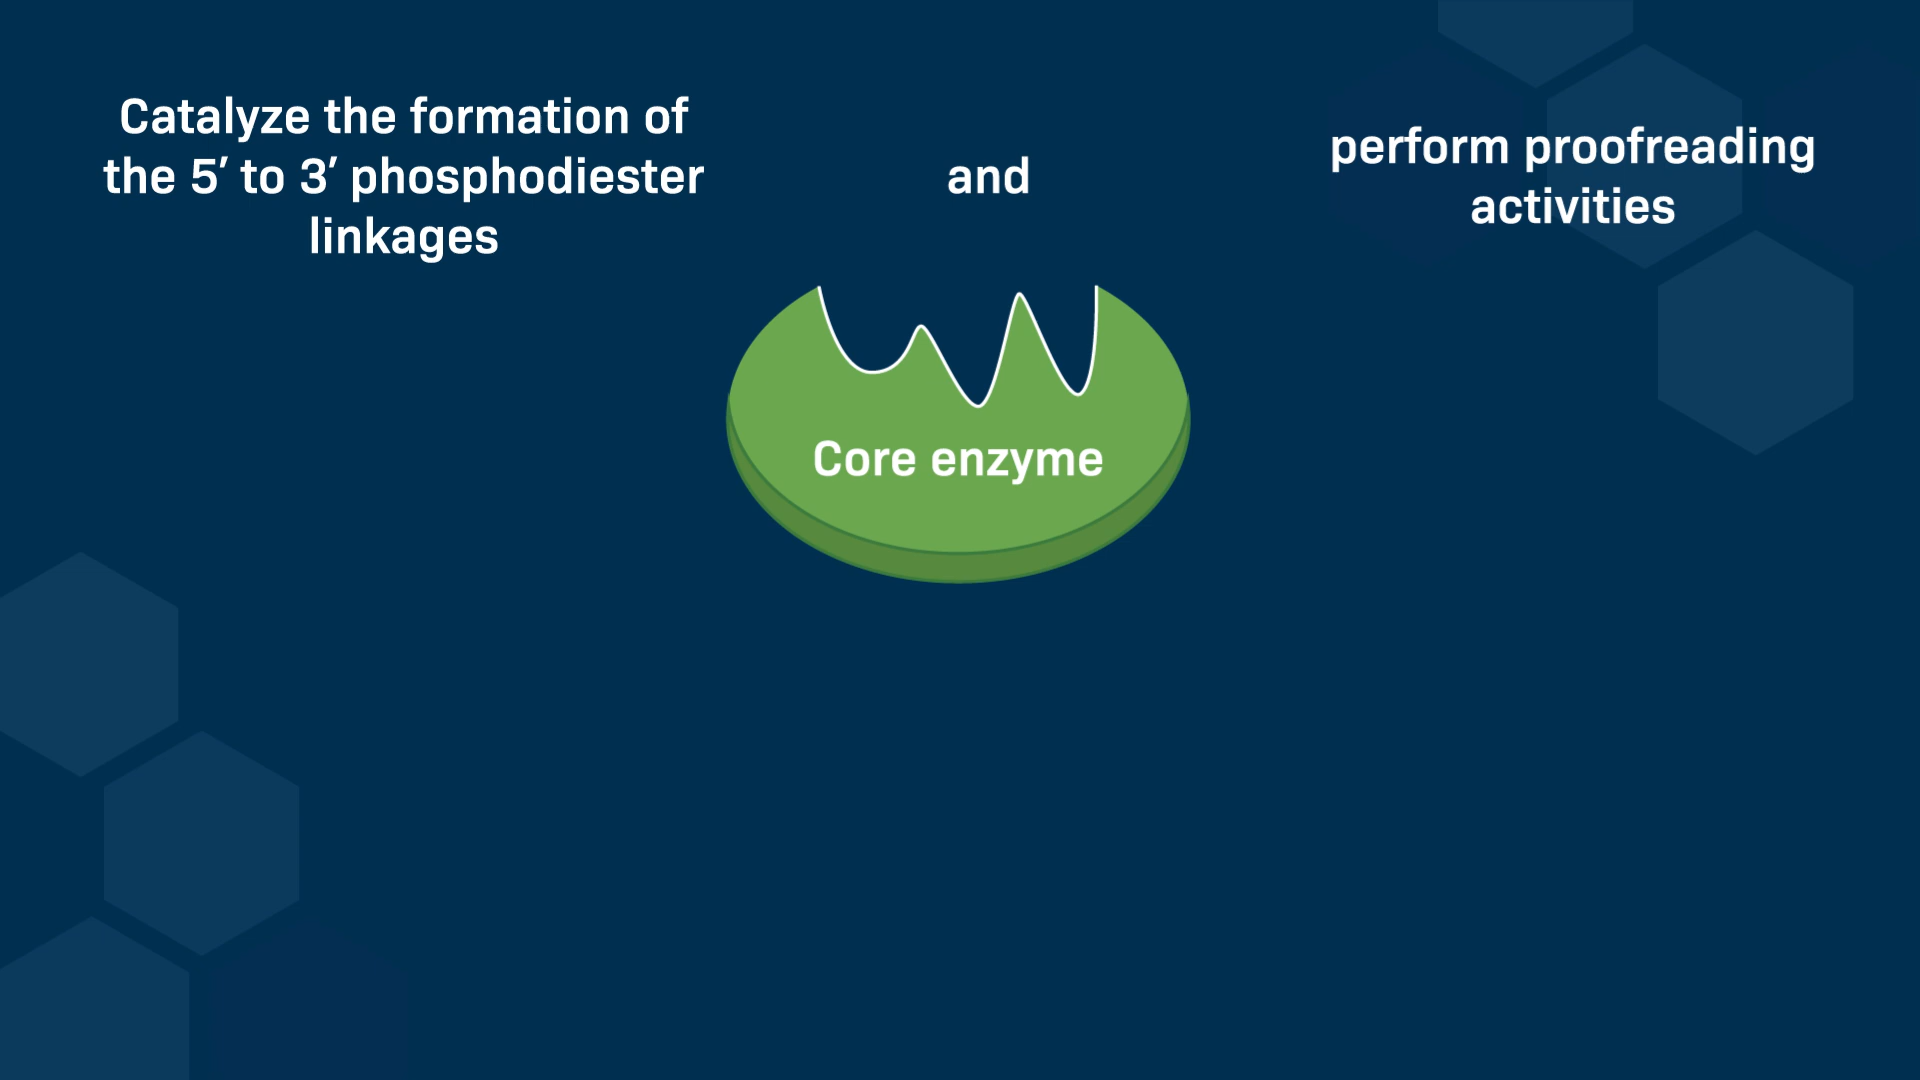 Catalyze the formation of
the 5′ to 3′ phosphodiester
linkages
and
perform proofreading
activities
Core enzyme